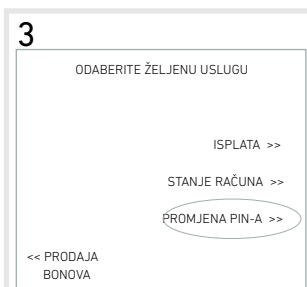 3
ODABERITE ŽELJENU USLUGU
ISPLATA >>
STANJE RAČUNA >>
PROMJENA PIN-A >>
<< PRODAJA
BONOVA